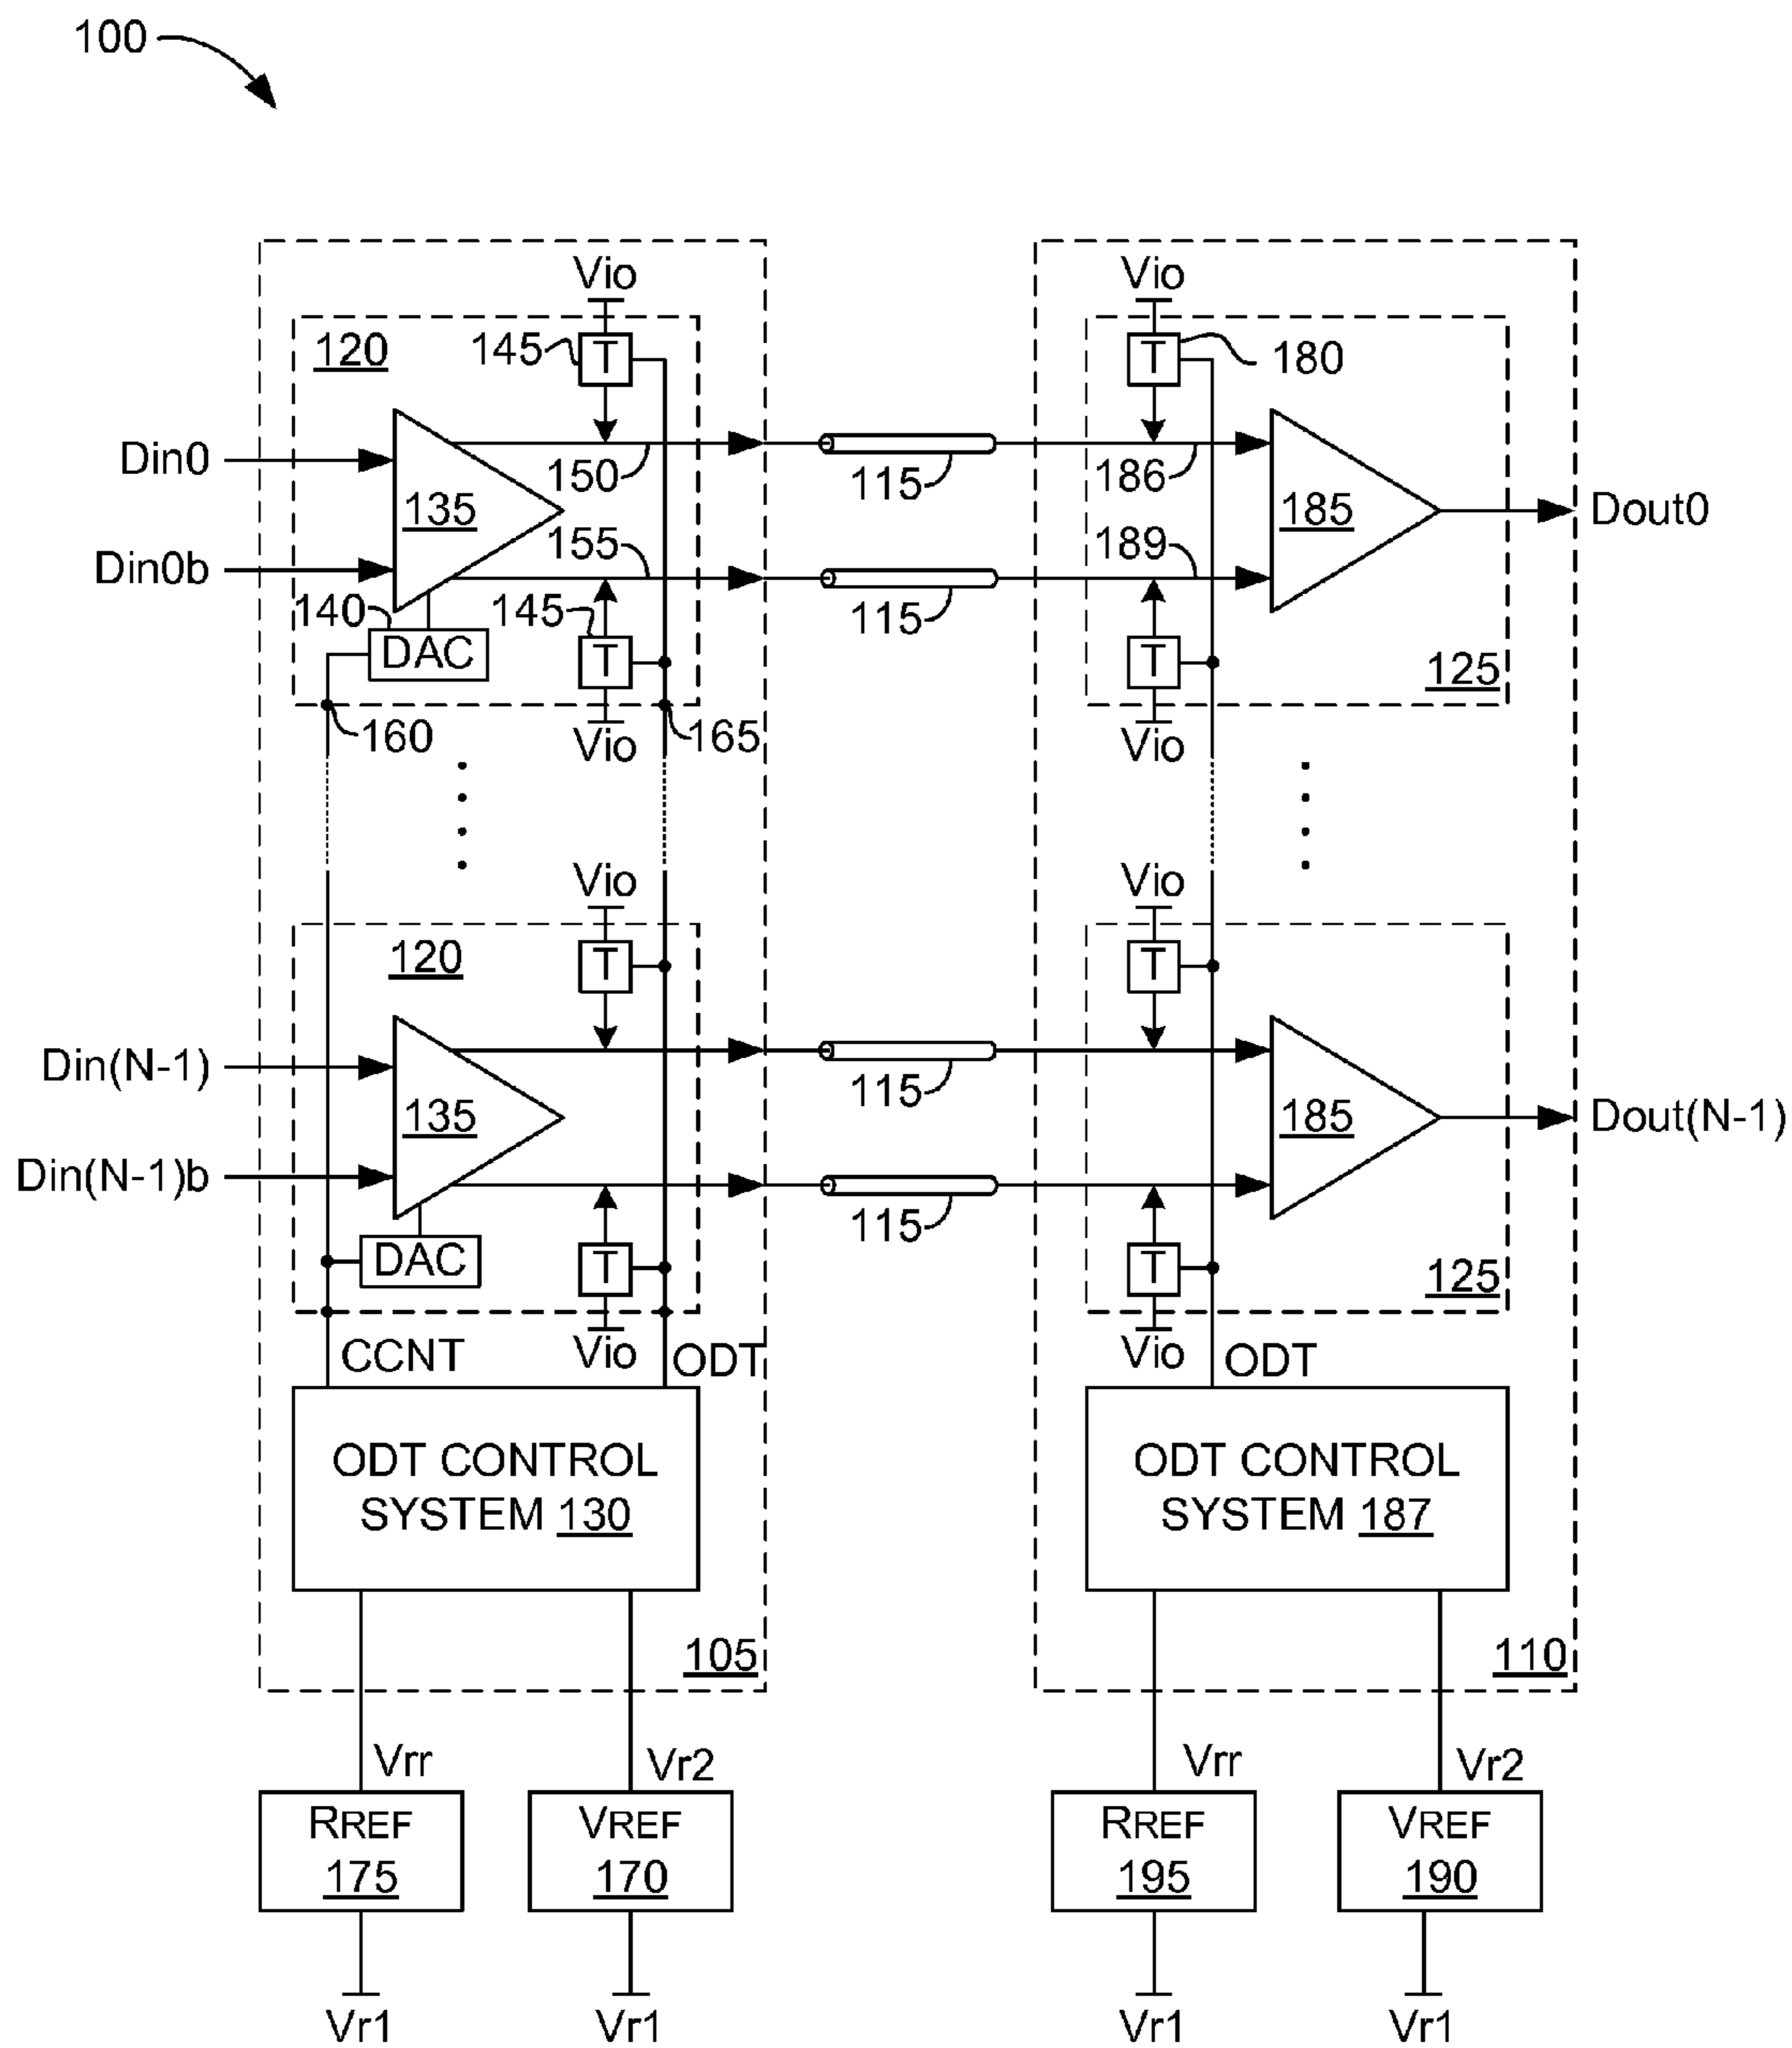 100
Vio Vio
120 145 T T 180
Din0 150 115 186 Dout0
135 185
Din0b 155 115 189
140 145
DAC T T 125
160 Vio 165 Vio
Vio Vio
120 T T
Din(N-1) 115
135 185 Dout(N-1)
Din(N-1)b 115
DAC T T 125
CCNT Vio ODT Vio ODT
ODT CONTROL ODT CONTROL
SYSTEM 130 SYSTEM 187
105 110
Vrr Vr2 Vrr Vr2
RREF VREF RREF VREF
175 170 195 190
Vr1 Vr1 Vr1 Vr1